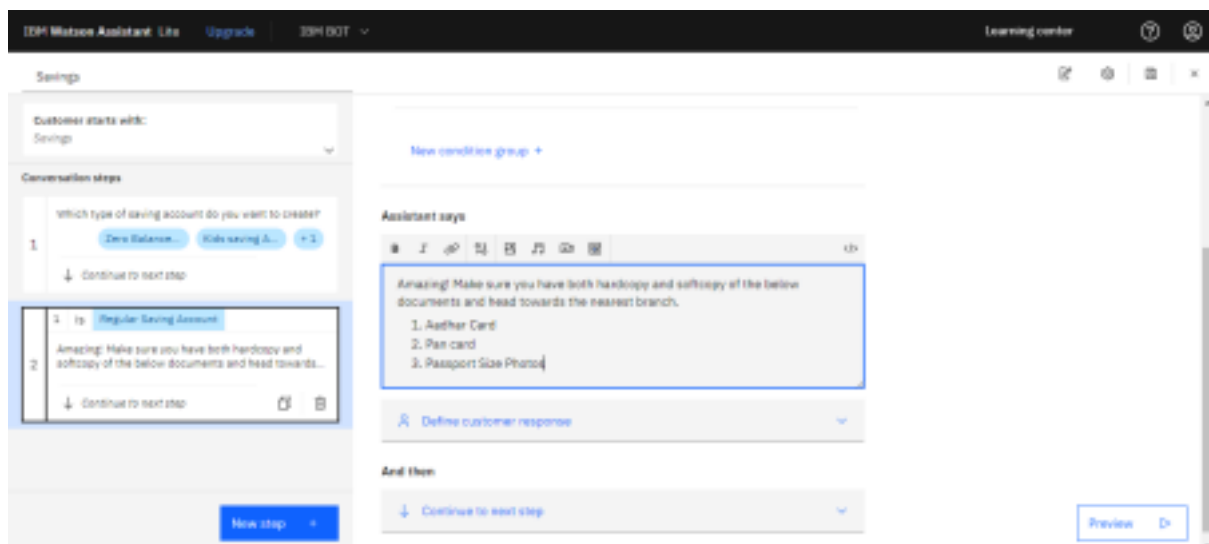 IBM Watson Assistant Lite Upgrade IBM BOT Learning center
Savings
Customer starts with:
Savings
Conversation steps
1
Which type of saving account do you want to create?
Zero Balance... Kids saving A... +1
Continue to next step
2
1 is Regular Saving Account
Amazing! Make sure you have both hardcopy and
softcopy of the below documents and head towards...
Continue to next step
New step +
New condition group +
Assistant says
Amazing! Make sure you have both hardcopy and softcopy of the below
documents and head towards the nearest branch.
1. Aadhar Card
2. Pan card
3. Passport Size Photos
Define customer response
And then
Continue to next step
Preview